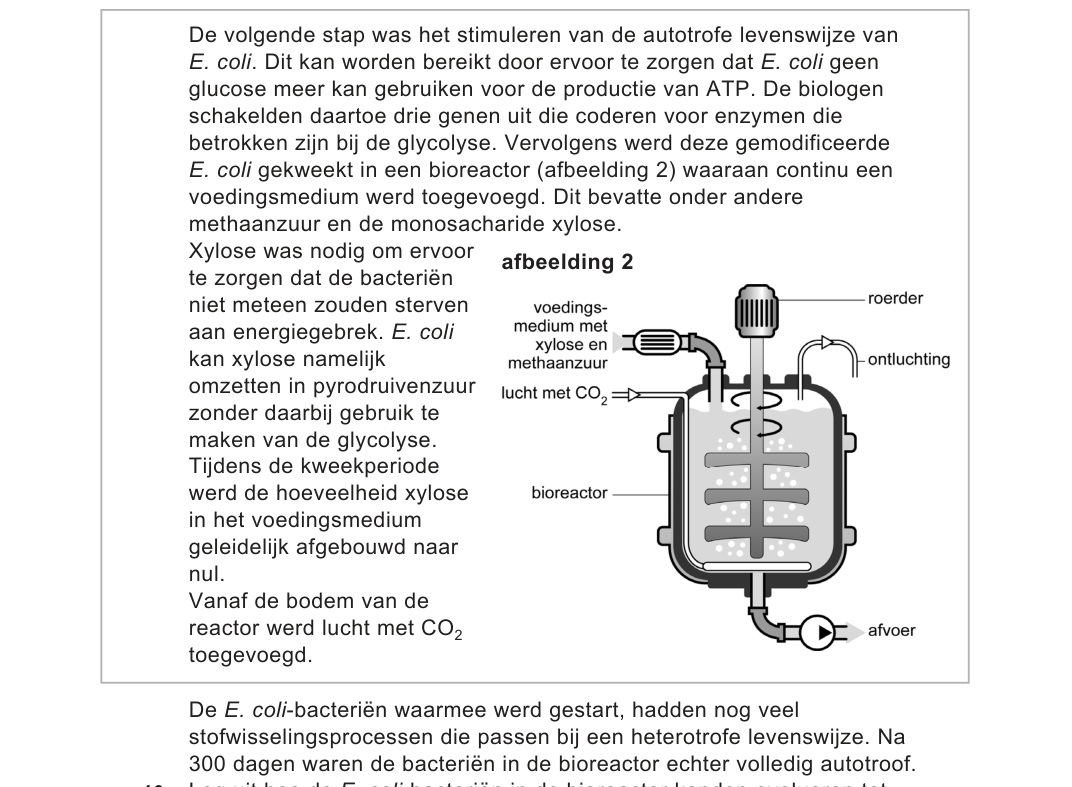 De volgende stap was het stimuleren van de autotrofe levenswijze van
E. coli. Dit kan worden bereikt door ervoor te zorgen dat E. coli geen
glucose meer kan gebruiken voor de productie van ATP. De biologen
schakelden daartoe drie genen uit die coderen voor enzymen die
betrokken zijn bij de glycolyse. Vervolgens werd deze gemodificeerde
E. coli gekweekt in een bioreactor (afbeelding 2) waaraan continu een
voedingsmedium werd toegevoegd. Dit bevatte onder andere
methaanzuur en de monosacharide xylose.
Xylose was nodig om ervoor
te zorgen dat de bacteriën
niet meteen zouden sterven
aan energiegebrek. E. coli
kan xylose namelijk
omzetten in pyrodruivenzuur
zonder daarbij gebruik te
maken van de glycolyse.
Tijdens de kweekperiode
werd de hoeveelheid xylose
in het voedingsmedium
geleidelijk afgebouwd naar
nul.
Vanaf de bodem van de
reactor werd lucht met CO₂
toegevoegd.
afbeelding 2
voedings-
medium met
xylose en
methaanzuur
lucht met CO₂
bioreactor
roerder
ontluchting
afvoer
De E. coli-bacteriën waarmee werd gestart, hadden nog veel
stofwisselingsprocessen die passen bij een heterotrofe levenswijze. Na
300 dagen waren de bacteriën in de bioreactor echter volledig autotroof.